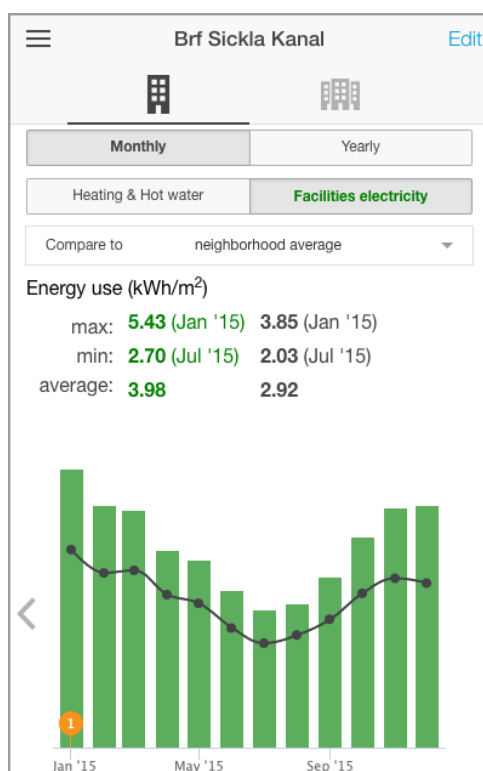 Brf Sickla Kanal Edit
Monthly Yearly
Heating & Hot water Facilities electricity
Compare to neighborhood average
Energy use (kWh/m²)
max: 5.43 (Jan '15) 3.85 (Jan '15)
min: 2.70 (Jul '15) 2.03 (Jul '15)
average: 3.98 2.92
1
Jan '15 May '15 Sep '15